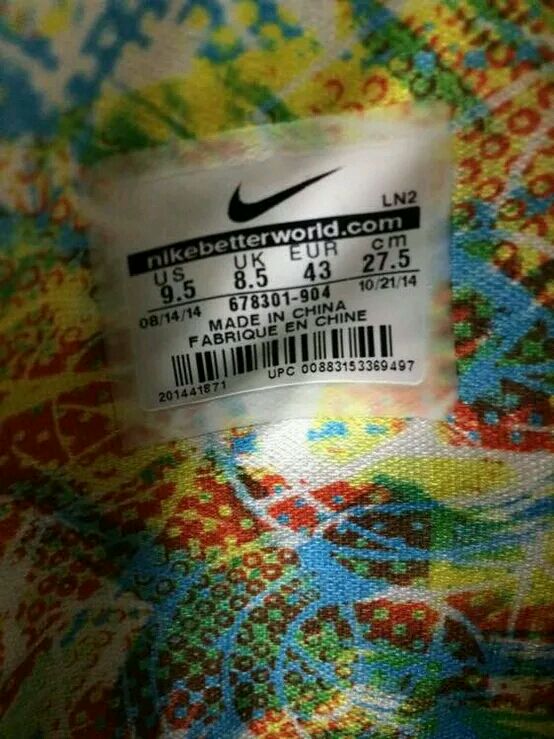 LN2
nikebetterworld.com
US UK EUR cm
9.5 8.5 43 27.5
08/14/14 678301-904 10/21/14
MADE IN CHINA
FABRIQUE EN CHINE
201441871 UPC 00883153369497